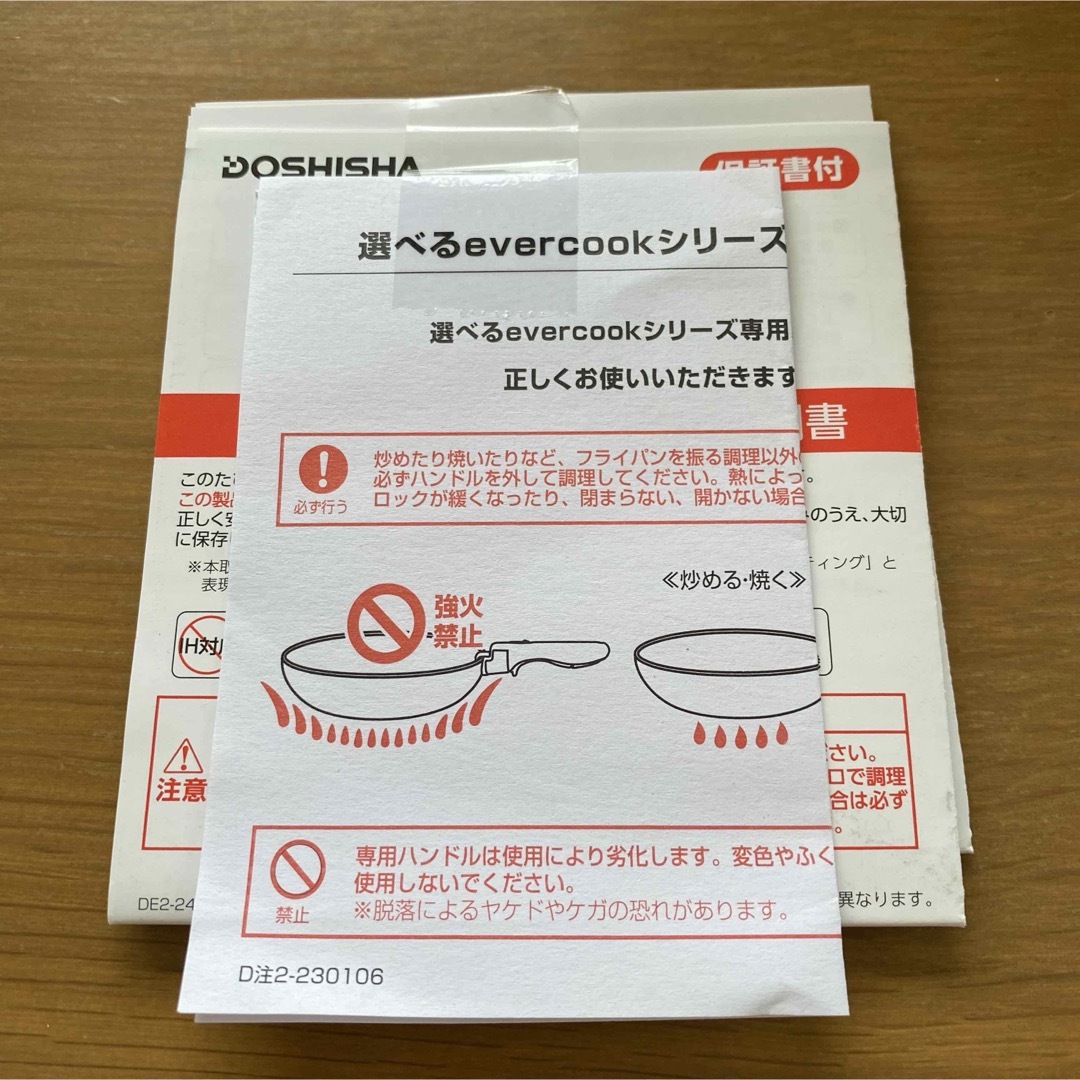 DOSHISHA
保証書付
選べるevercookシリーズ
選べるevercookシリーズ専用
正しくお使いいただきます
書
炒めたり焼いたりなど、フライパンを振る調理以外
必ずハンドルを外して調理してください。熱によっ
ロックが緩くなったり、閉まらない、開かない場合
必ず行う
このた
この製品
正しく安
に保存
のうえ、大切
※本取
表現
ティング」と
≪炒める・焼く≫
強火
禁止
IH対
注意
さい。
ロで調理
合は必ず
。
専用ハンドルは使用により劣化します。変色やふく
使用しないでください。
※脱落によるヤケドやケガの恐れがあります。
禁止
DE2-24
異なります。
D注2-230106